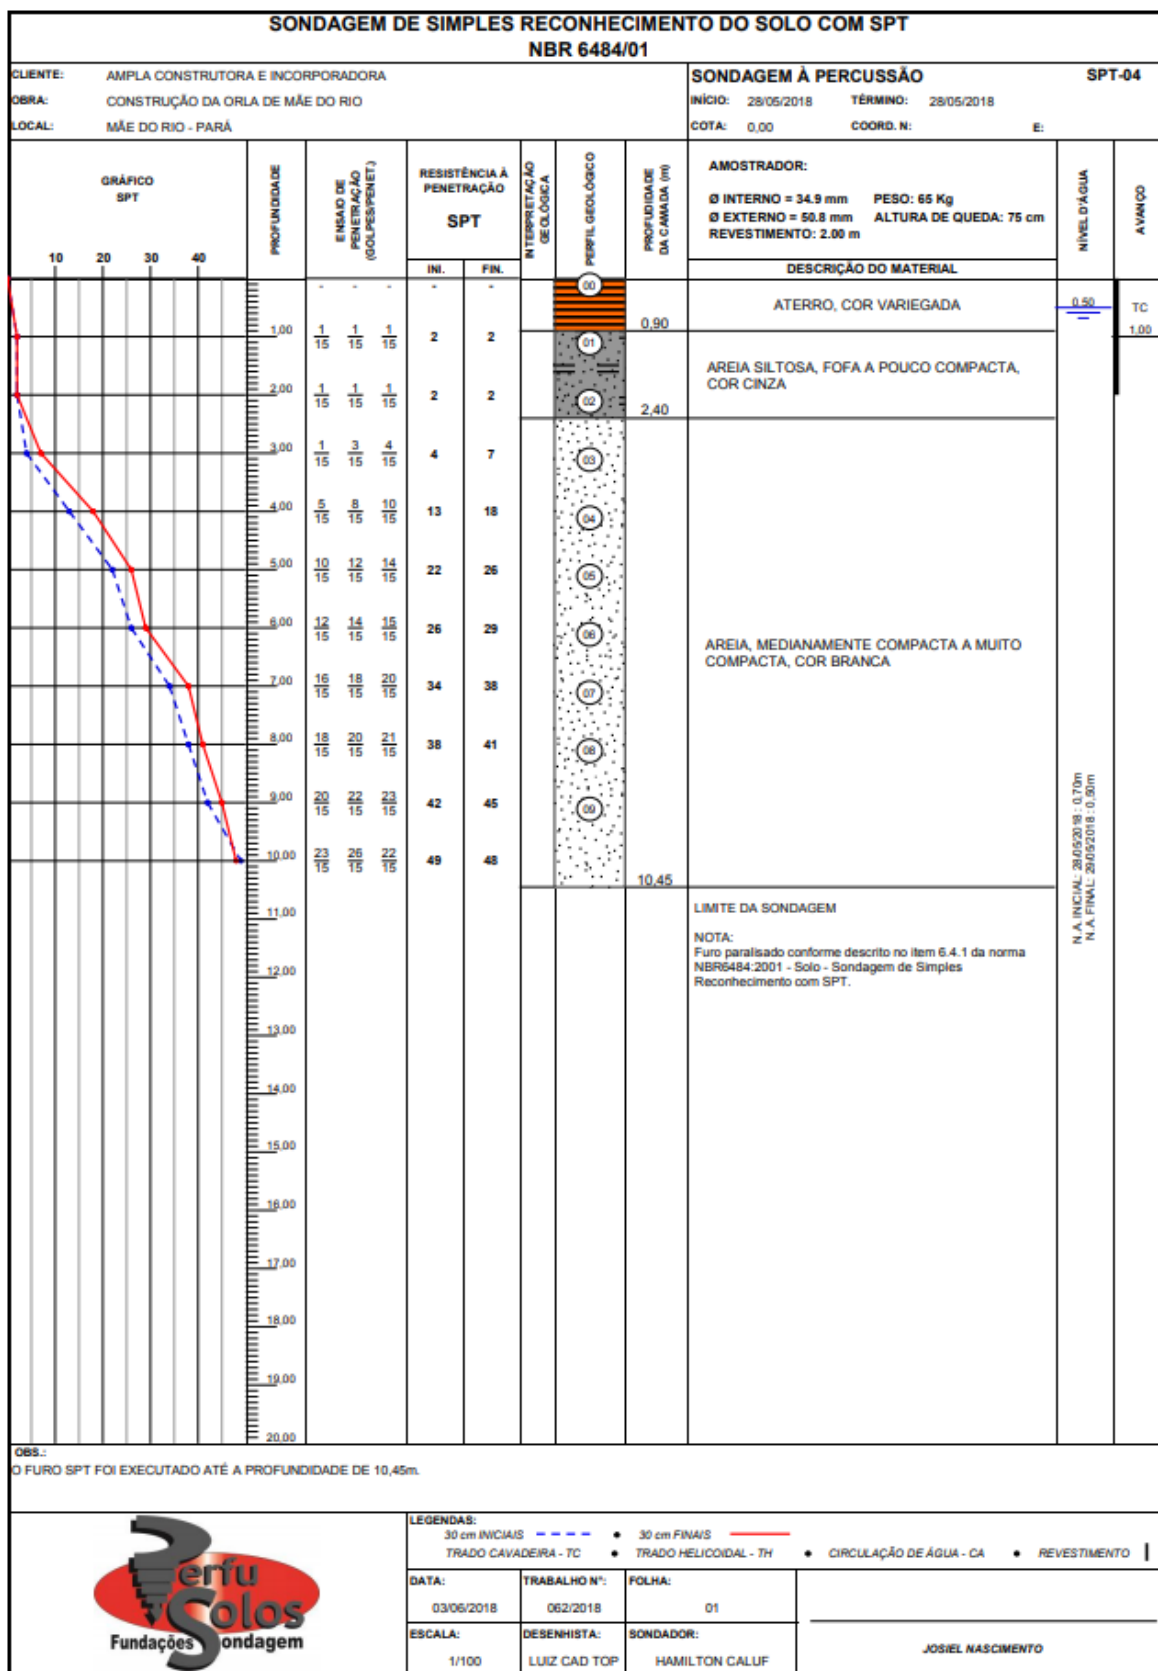 SONDAGEM DE SIMPLES RECONHECIMENTO DO SOLO COM SPT
NBR 6484/01
CLIENTE: AMPLA CONSTRUTORA E INCORPORADORA
OBRA: CONSTRUÇÃO DA ORLA DE MÃE DO RIO
LOCAL: MÃE DO RIO - PARÁ
SONDAGEM À PERCUSSÃO SPT-04
INÍCIO: 28/05/2018 TÉRMINO: 28/05/2018
COTA: 0,00 COORD. N: E:
GRÁFICO
SPT
10 20 30 40
PROFUNDIDADE
ENSAIO DE
PENETRAÇÃO
(GOLPES/PENET.)
RESISTÊNCIA À
PENETRAÇÃO
SPT
INI. FIN.
INTERPRETAÇÃO
GEOLÓGICA
PERFIL GEOLÓGICO
PROFUDIDADE
DA CAMADA (m)
AMOSTRADOR:
Ø INTERNO = 34.9 mm PESO: 65 Kg
Ø EXTERNO = 50.8 mm ALTURA DE QUEDA: 75 cm
REVESTIMENTO: 2.00 m
DESCRIÇÃO DO MATERIAL
NÍVEL D'ÁGUA
AVANÇO
- - - - -
00
ATERRO, COR VARIEGADA
0,50
TC
0,90
1,00
1,00 1/15 1/15 1/15 2 2
01
AREIA SILTOSA, FOFA A POUCO COMPACTA,
COR CINZA
2,00 1/15 1/15 1/15 2 2
02
2,40
3,00 1/15 3/15 4/15 4 7
03
4,00 5/15 8/15 10/15 13 18
04
5,00 10/15 12/15 14/15 22 26
05
6,00 12/15 14/15 15/15 26 29
06
AREIA, MEDIANAMENTE COMPACTA A MUITO
COMPACTA, COR BRANCA
7,00 16/15 18/15 20/15 34 38
07
8,00 18/15 20/15 21/15 38 41
08
9,00 20/15 22/15 23/15 42 45
09
10,00 23/15 26/15 22/15 49 48
10,45
N.A. INICIAL: 28/05/2018 : 0,70m
N.A. FINAL: 29/05/2018 : 0,50m
LIMITE DA SONDAGEM
NOTA:
Furo paralisado conforme descrito no item 6.4.1 da norma
NBR6484:2001 - Solo - Sondagem de Simples
Reconhecimento com SPT.
11,00
12,00
13,00
14,00
15,00
16,00
17,00
18,00
19,00
20,00
OBS.:
O FURO SPT FOI EXECUTADO ATÉ A PROFUNDIDADE DE 10,45m.
Perfu
Solos
Fundações Sondagem
LEGENDAS:
30 cm INICIAIS • 30 cm FINAIS
TRADO CAVADEIRA - TC • TRADO HELICOIDAL - TH • CIRCULAÇÃO DE ÁGUA - CA • REVESTIMENTO
DATA: TRABALHO N°: FOLHA:
03/06/2018 062/2018 01
ESCALA: DESENHISTA: SONDADOR:
1/100 LUIZ CAD TOP HAMILTON CALUF
JOSIEL NASCIMENTO